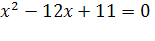 x² − 12x + 11 = 0